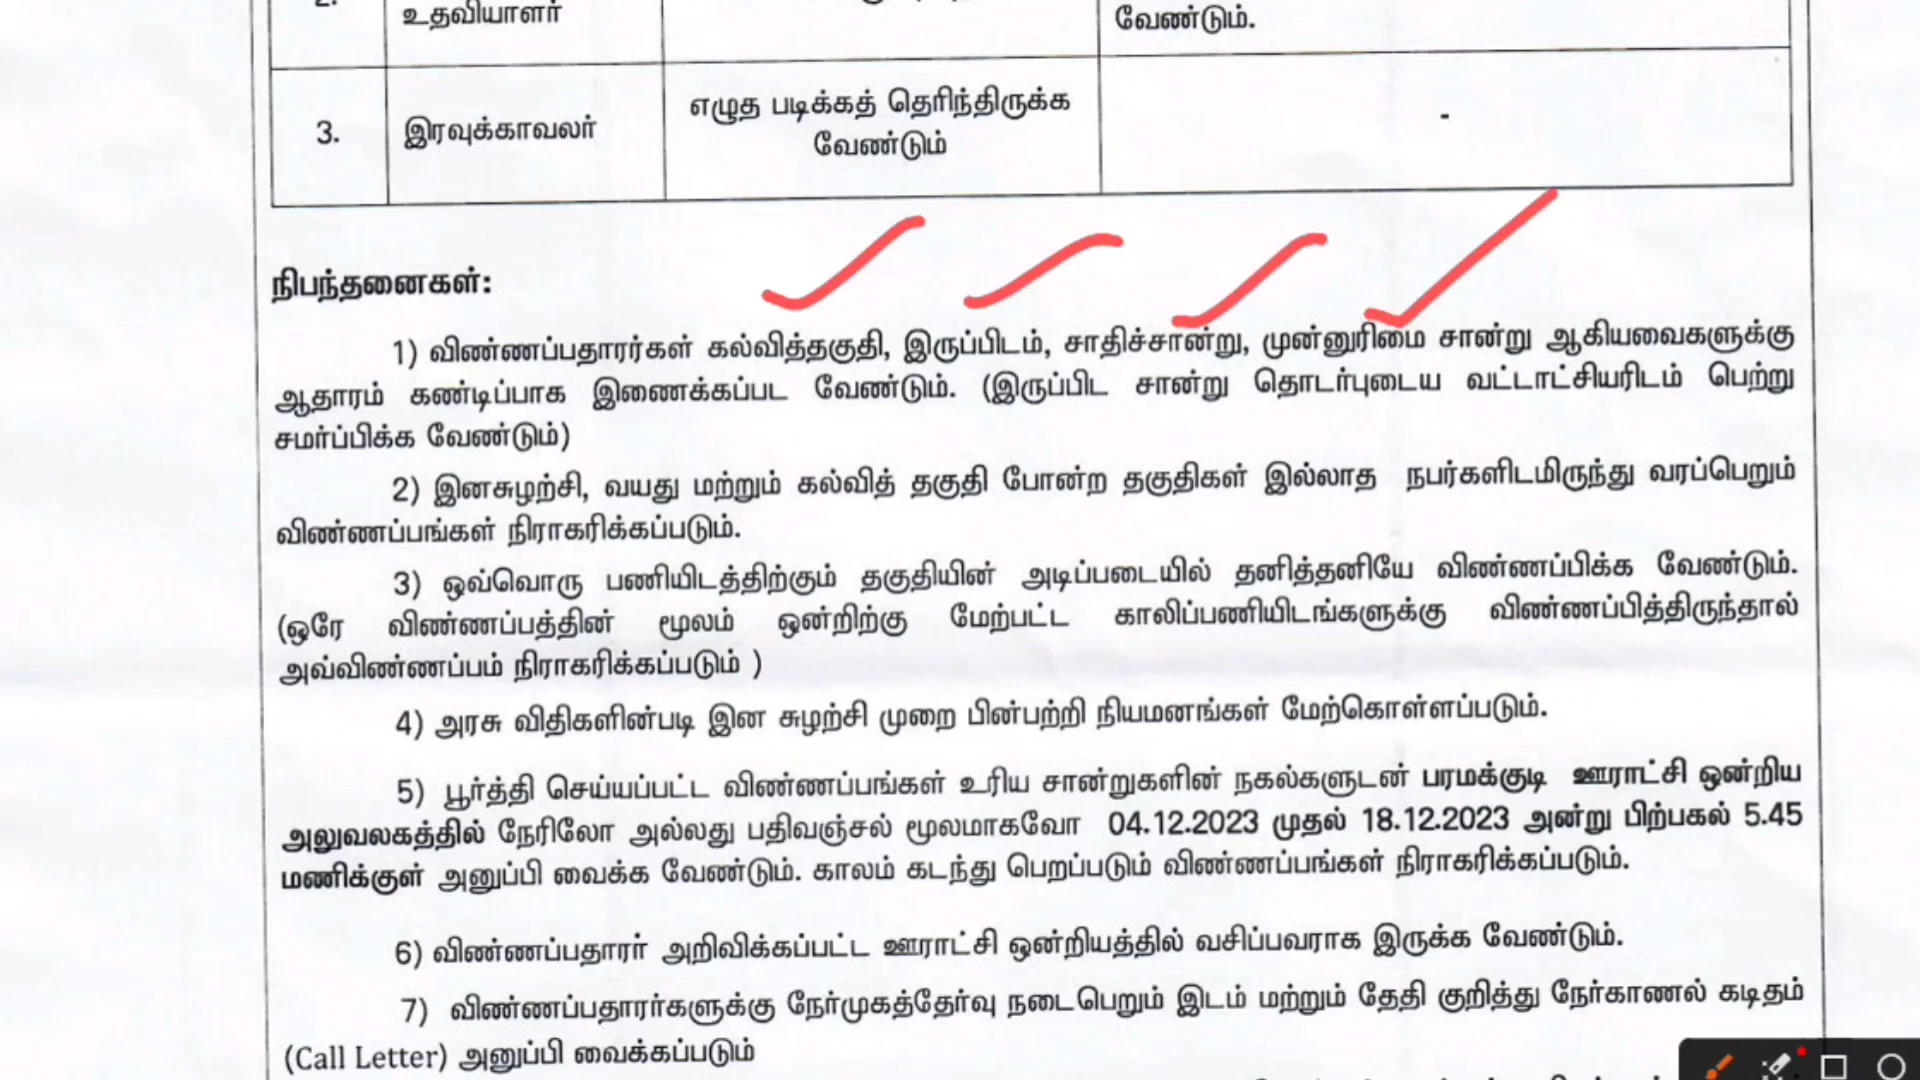 2.
உதவியாளர்
வேண்டும்.
3. இரவுக்காவலர் எழுத படிக்கத் தெரிந்திருக்க வேண்டும் -
நிபந்தனைகள்:
1) விண்ணப்பதாரர்கள் கல்வித்தகுதி, இருப்பிடம், சாதிச்சான்று, முன்னுரிமை சான்று ஆகியவைகளுக்கு
ஆதாரம் கண்டிப்பாக இணைக்கப்பட வேண்டும். (இருப்பிட சான்று தொடர்புடைய வட்டாட்சியரிடம் பெற்று
சமர்ப்பிக்க வேண்டும்)
2) இனசுழற்சி, வயது மற்றும் கல்வித் தகுதி போன்ற தகுதிகள் இல்லாத நபர்களிடமிருந்து வரப்பெறும்
விண்ணப்பங்கள் நிராகரிக்கப்படும்.
3) ஒவ்வொரு பணியிடத்திற்கும் தகுதியின் அடிப்படையில் தனித்தனியே விண்ணப்பிக்க வேண்டும்.
(ஒரே விண்ணப்பத்தின் மூலம் ஒன்றிற்கு மேற்பட்ட காலிப்பணியிடங்களுக்கு விண்ணப்பித்திருந்தால்
அவ்விண்ணப்பம் நிராகரிக்கப்படும் )
4) அரசு விதிகளின்படி இன சுழற்சி முறை பின்பற்றி நியமனங்கள் மேற்கொள்ளப்படும்.
5) பூர்த்தி செய்யப்பட்ட விண்ணப்பங்கள் உரிய சான்றுகளின் நகல்களுடன் பரமக்குடி ஊராட்சி ஒன்றிய
அலுவலகத்தில் நேரிலோ அல்லது பதிவஞ்சல் மூலமாகவோ 04.12.2023 முதல் 18.12.2023 அன்று பிற்பகல் 5.45
மணிக்குள் அனுப்பி வைக்க வேண்டும். காலம் கடந்து பெறப்படும் விண்ணப்பங்கள் நிராகரிக்கப்படும்.
6) விண்ணப்பதாரர் அறிவிக்கப்பட்ட ஊராட்சி ஒன்றியத்தில் வசிப்பவராக இருக்க வேண்டும்.
7) விண்ணப்பதாரர்களுக்கு நேர்முகத்தேர்வு நடைபெறும் இடம் மற்றும் தேதி குறித்து நேர்காணல் கடிதம்
(Call Letter) அனுப்பி வைக்கப்படும்